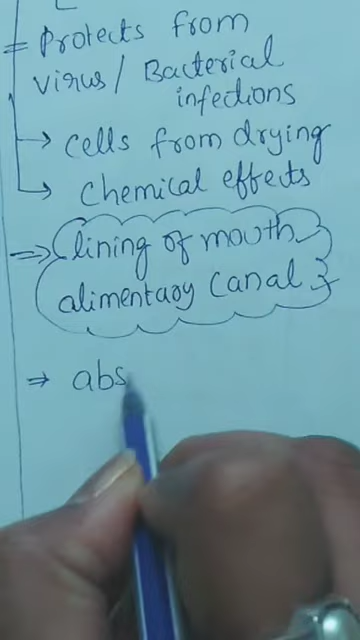 = Protects from
virus / Bacterial
infections
→ cells from drying
→ chemical effects
⇒ lining of mouth
alimentary canal }
⇒ abs